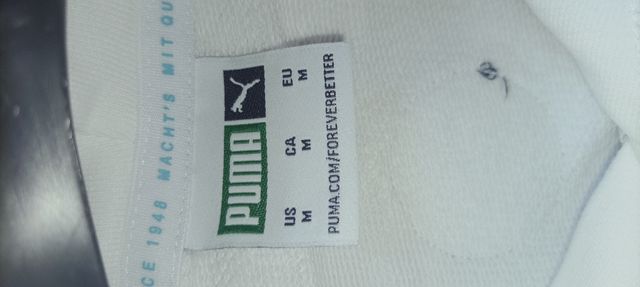 CE 1948 MACHT'S MIT QU
PUMA
US CA EU
M M M
PUMA.COM/FOREVERBETTER